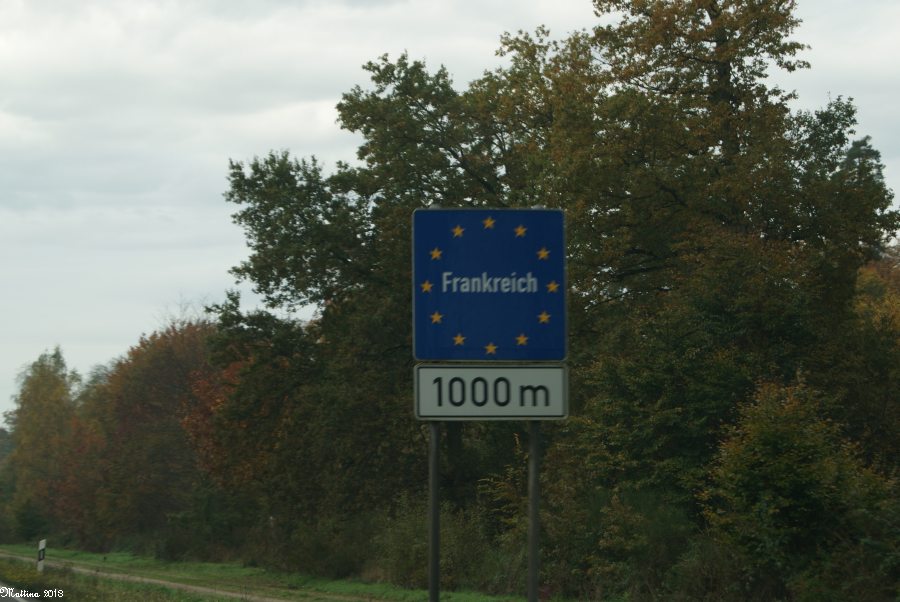 Frankreich
1000 m
Mattina 2018